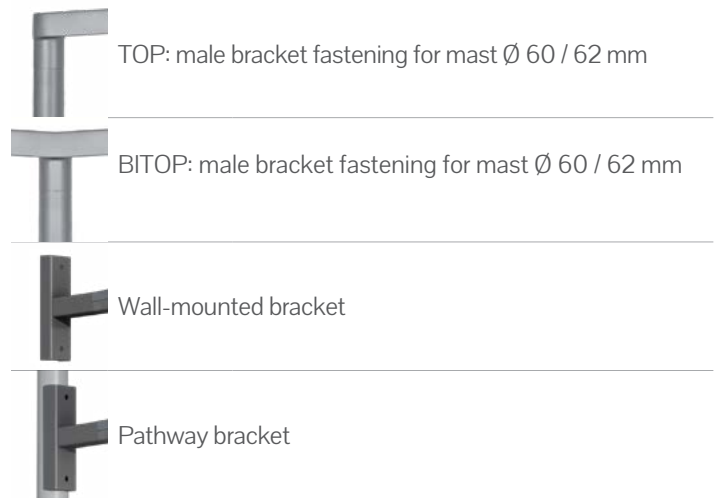 TOP: male bracket fastening for mast Ø 60 / 62 mm
BITOP: male bracket fastening for mast Ø 60 / 62 mm
Wall-mounted bracket
Pathway bracket